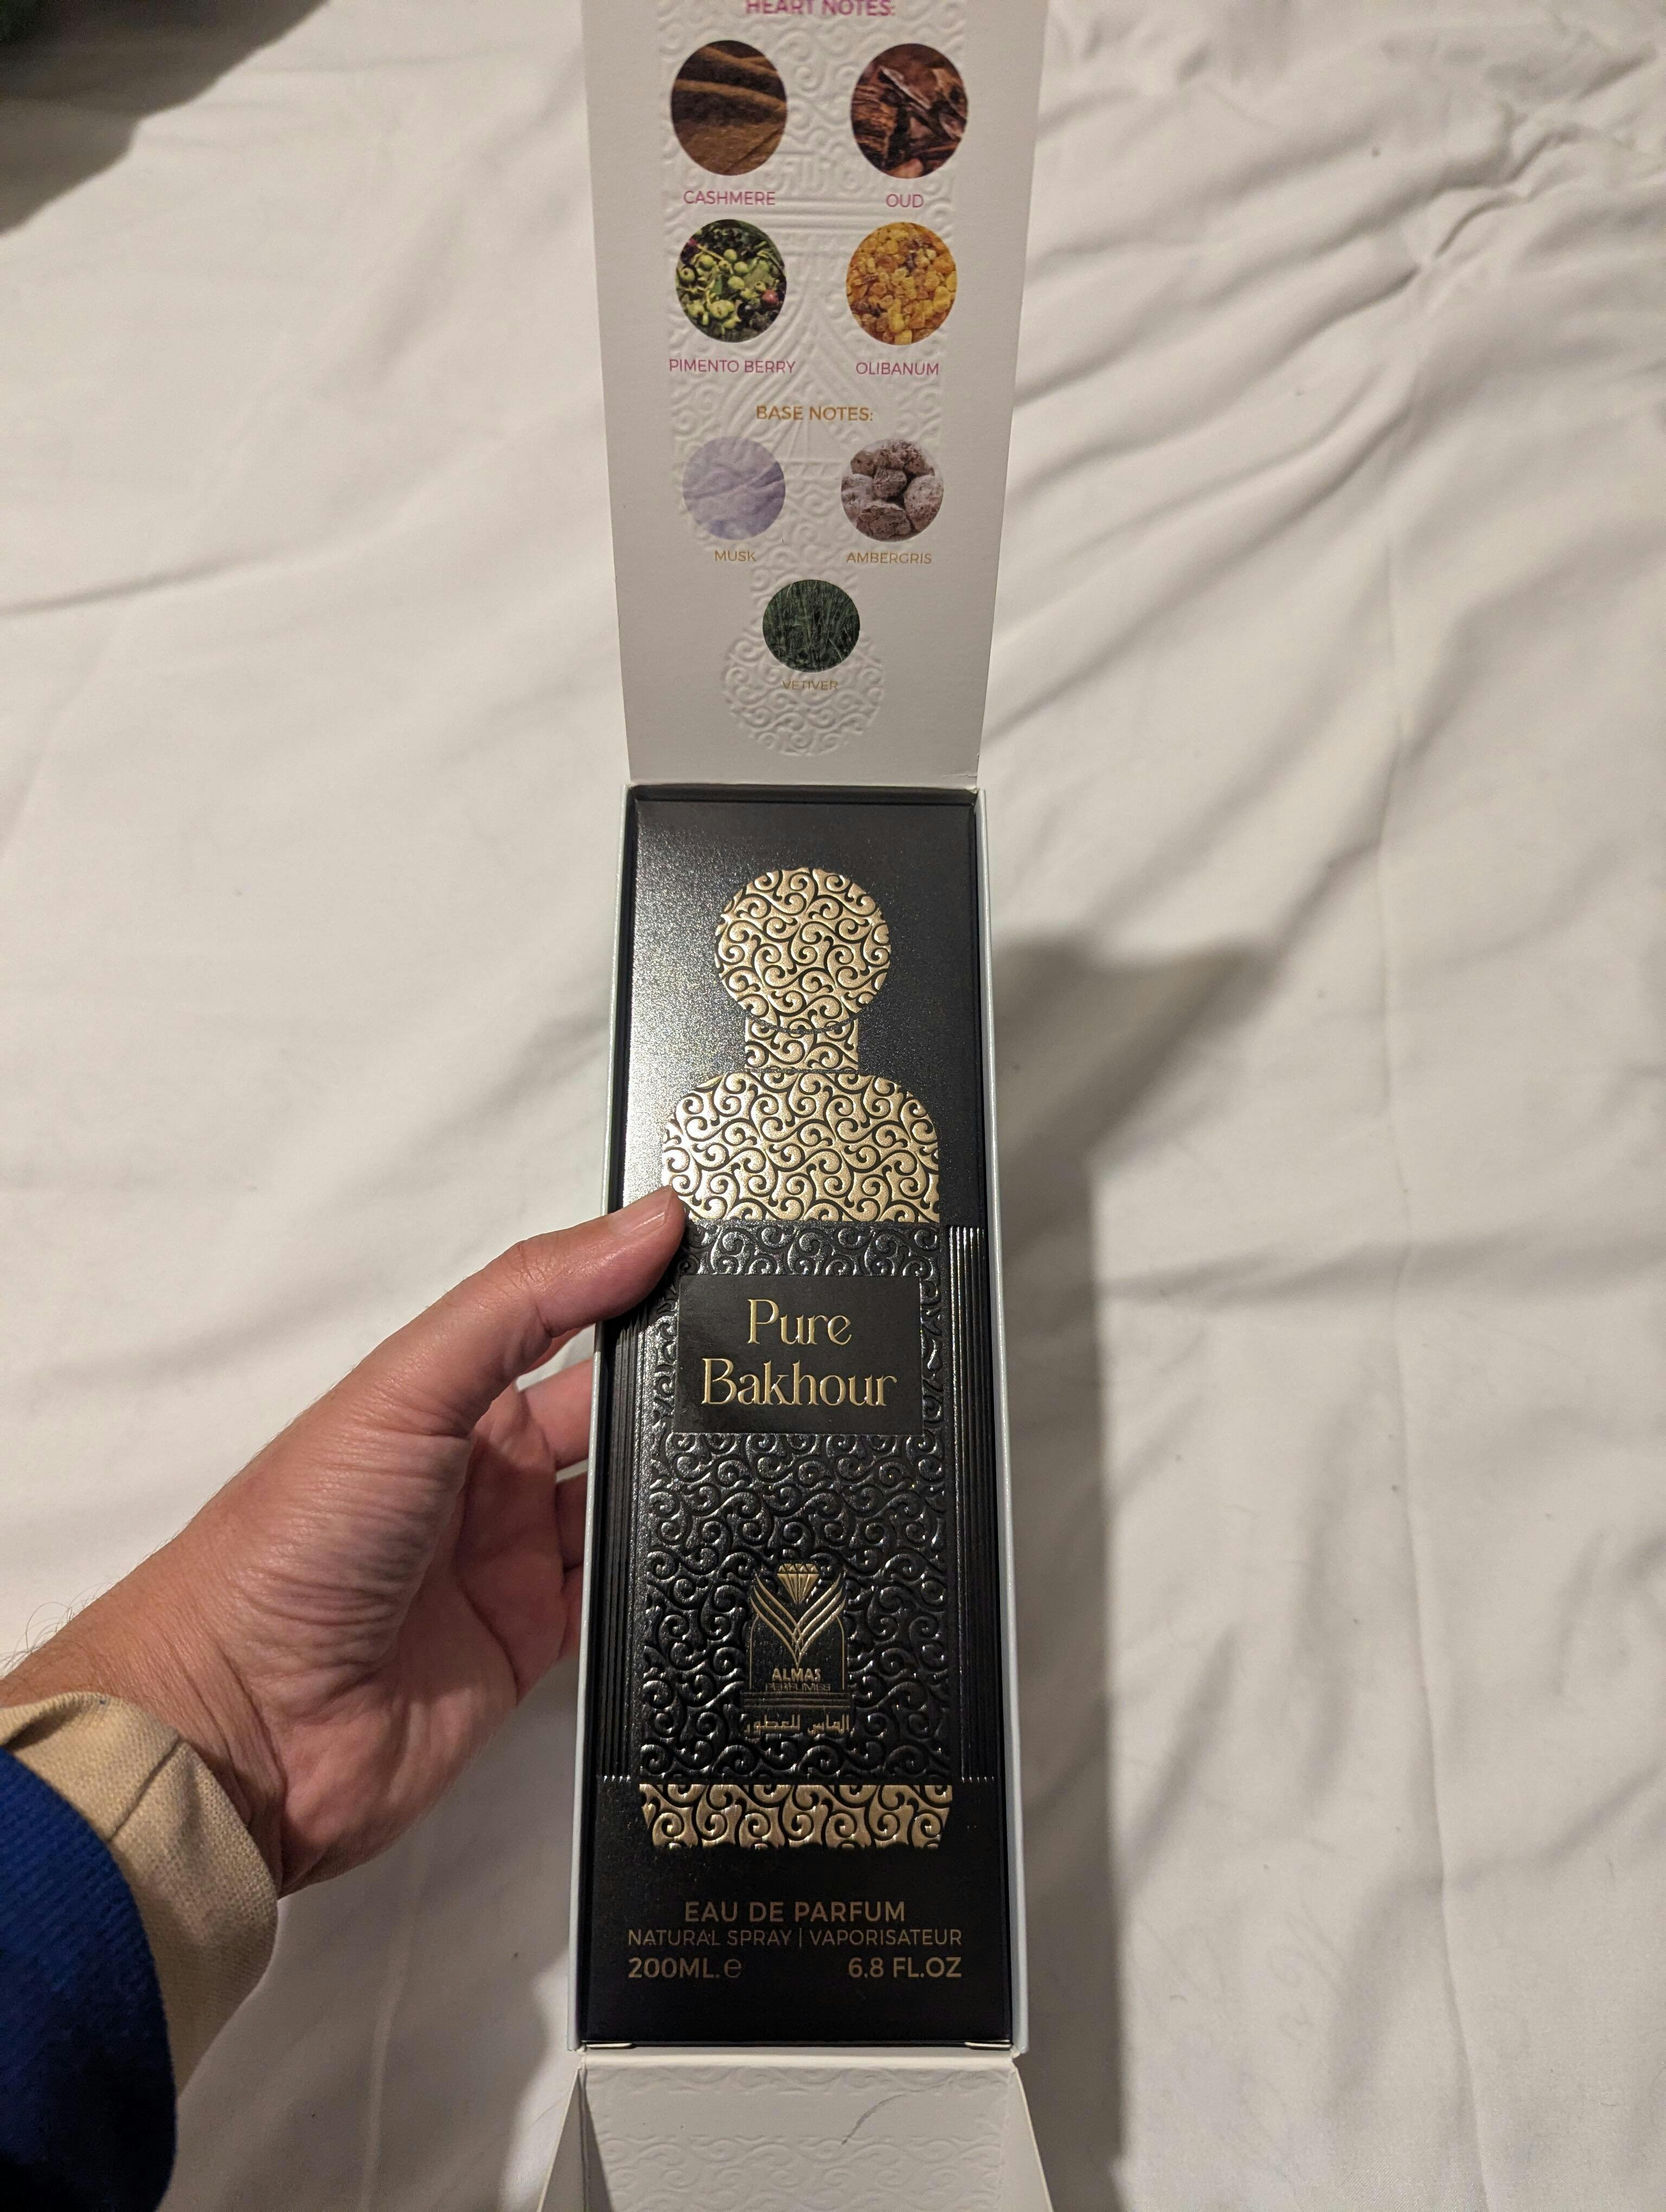 HEART NOTES:
CASHMERE OUD
PIMENTO BERRY OLIBANUM
BASE NOTES:
MUSK AMBERGRIS
VETIVER
Pure
Bakhour
ALMAS
PERFUMES
الماس للعطور
EAU DE PARFUM
NATURAL SPRAY | VAPORISATEUR
200ML.℮ 6.8 FL.OZ